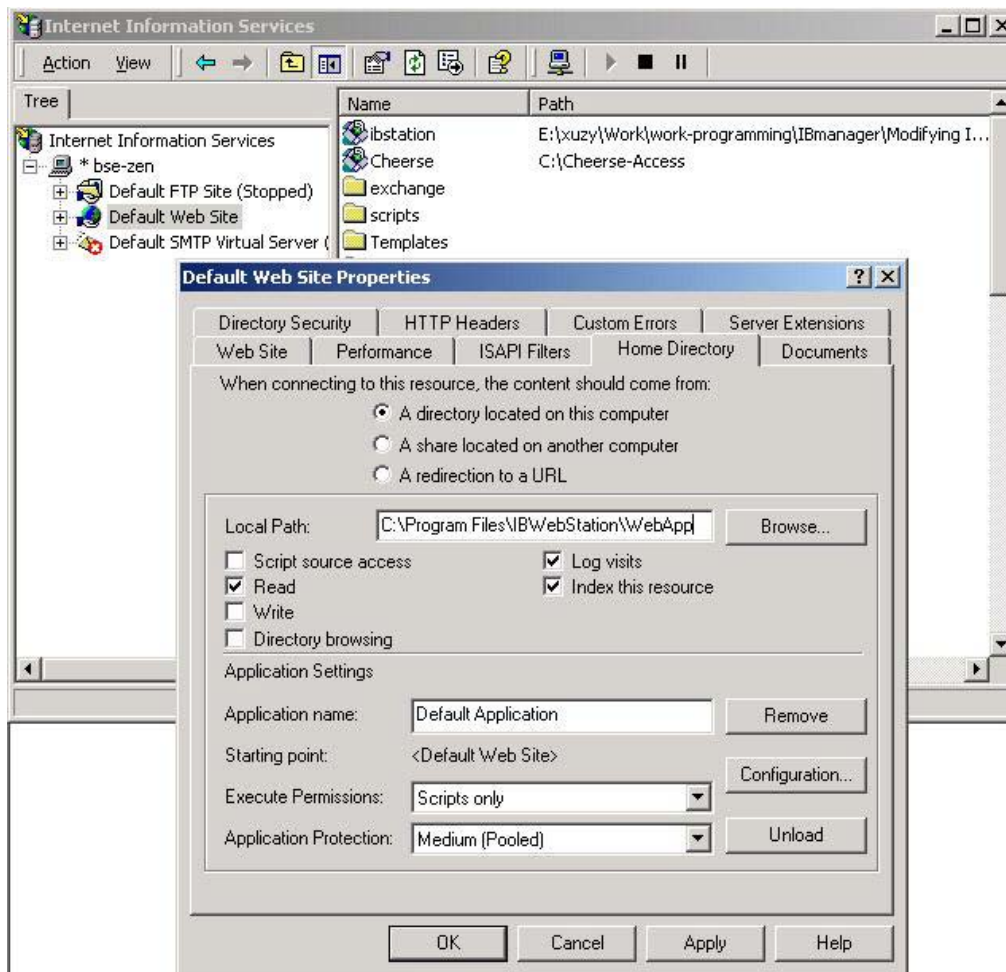 Internet Information Services
Action View
Tree
Name Path
Internet Information Services
* bse-zen
Default FTP Site (Stopped)
Default Web Site
Default SMTP Virtual Server (
ibstation E:\xuzy\Work\work-programming\IBmanager\Modifying I...
Cheerse C:\Cheerse-Access
exchange
scripts
Templates
Default Web Site Properties
Directory Security HTTP Headers Custom Errors Server Extensions
Web Site Performance ISAPI Filters Home Directory Documents
When connecting to this resource, the content should come from:
A directory located on this computer
A share located on another computer
A redirection to a URL
Local Path: C:\Program Files\IBWebStation\WebApp Browse...
Script source access Log visits
Read Index this resource
Write
Directory browsing
Application Settings
Application name: Default Application Remove
Starting point: <Default Web Site>
Configuration...
Execute Permissions: Scripts only
Application Protection: Medium (Pooled) Unload
OK Cancel Apply Help